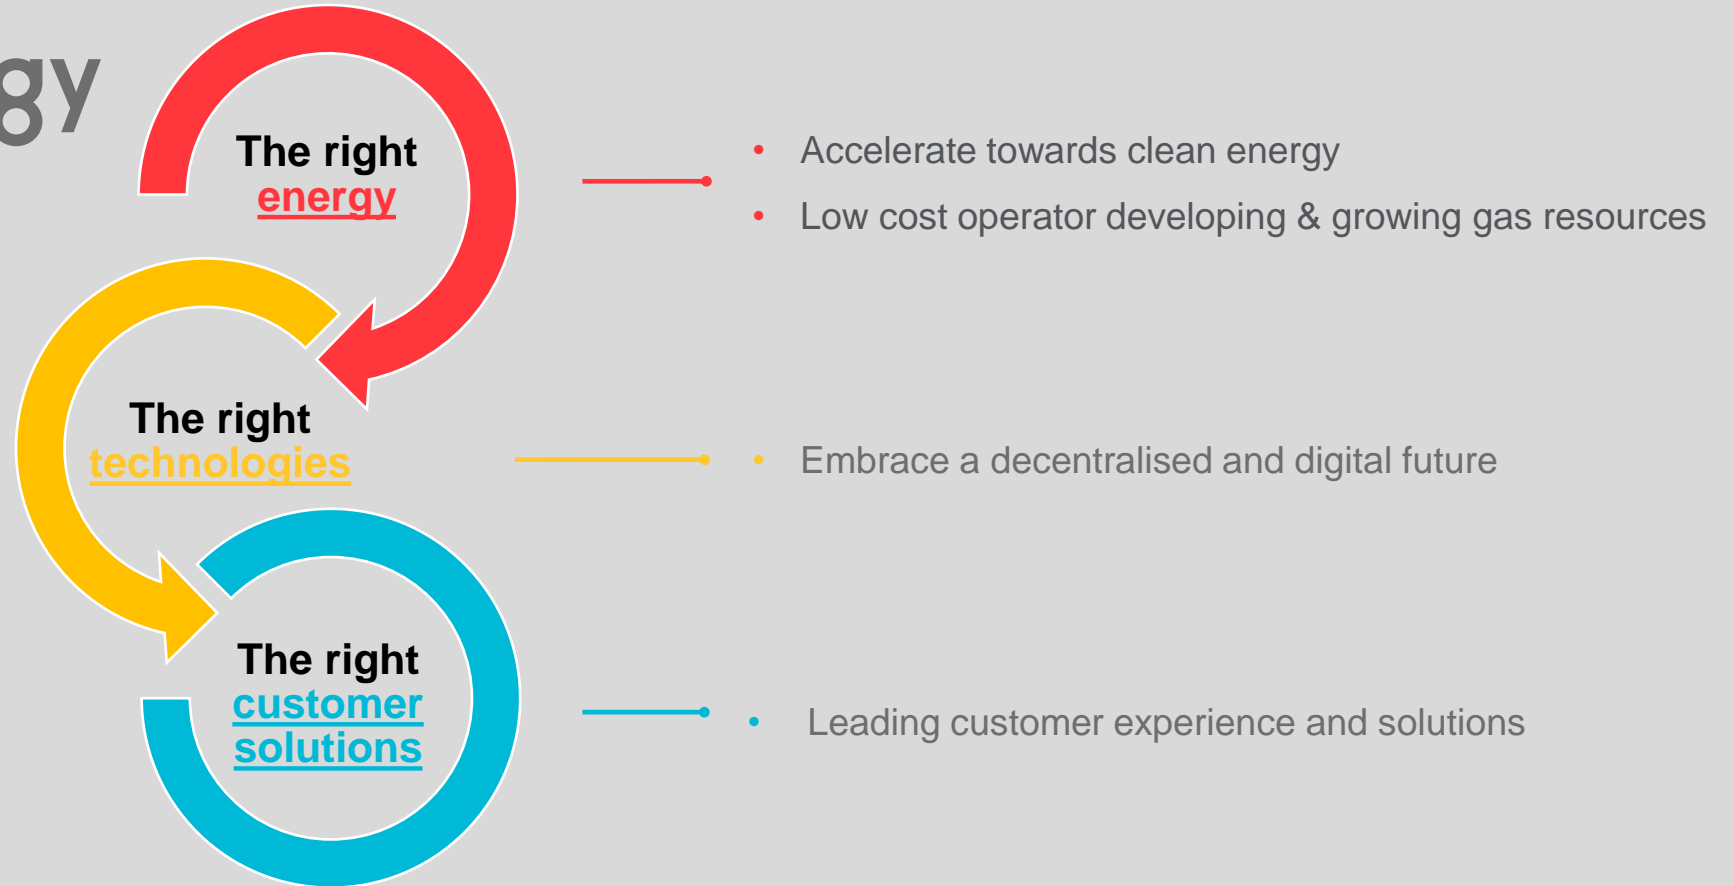 gy
The right
energy
• Accelerate towards clean energy
• Low cost operator developing & growing gas resources
The right
technologies
• Embrace a decentralised and digital future
The right
customer
solutions
• Leading customer experience and solutions